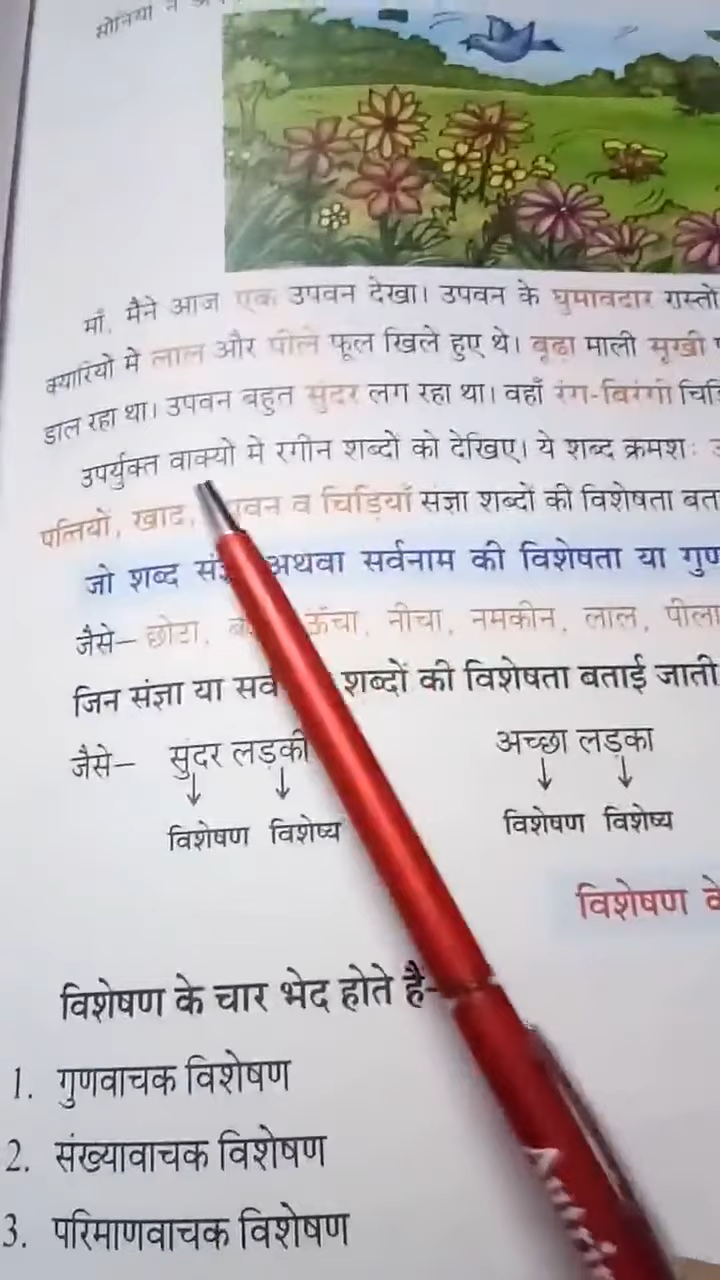 सोनिया ने
माँ, मैंने आज एक उपवन देखा। उपवन के घुमावदार रास्तों
क्यारियों में लाल और पीले फूल खिले हुए थे। बूढ़ा माली सूखी
डाल रहा था। उपवन बहुत सुंदर लग रहा था। वहाँ रंग-बिरंगी
उपर्युक्त वाक्यों में रंगीन शब्दों को देखिए। ये शब्द क्रमशः
पत्तियों, खाद, व चिड़ियाँ संज्ञा शब्दों की विशेषता
जो शब्द अथवा सर्वनाम की विशेषता या
जैसे– छोटा, ऊँचा, नीचा, नमकीन, लाल, पीला
जिन संज्ञा या शब्दों की विशेषता बताई जाती
जैसे– सुंदर लड़की अच्छा लड़का
↓ ↓ ↓ ↓
विशेषण विशेष्य विशेषण विशेष्य
विशेषण के
विशेषण के चार भेद होते हैं–
1. गुणवाचक विशेषण
2. संख्यावाचक विशेषण
3. परिमाणवाचक विशेषण